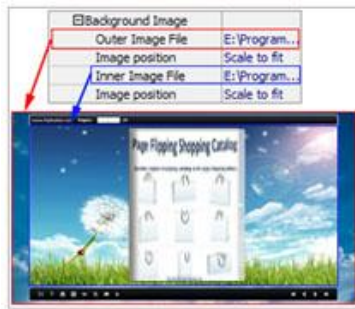 Background Image
Outer Image File E:\Program...
Image position Scale to fit
Inner Image File E:\Program...
Image position Scale to fit
Page Flipping Shopping Catalog